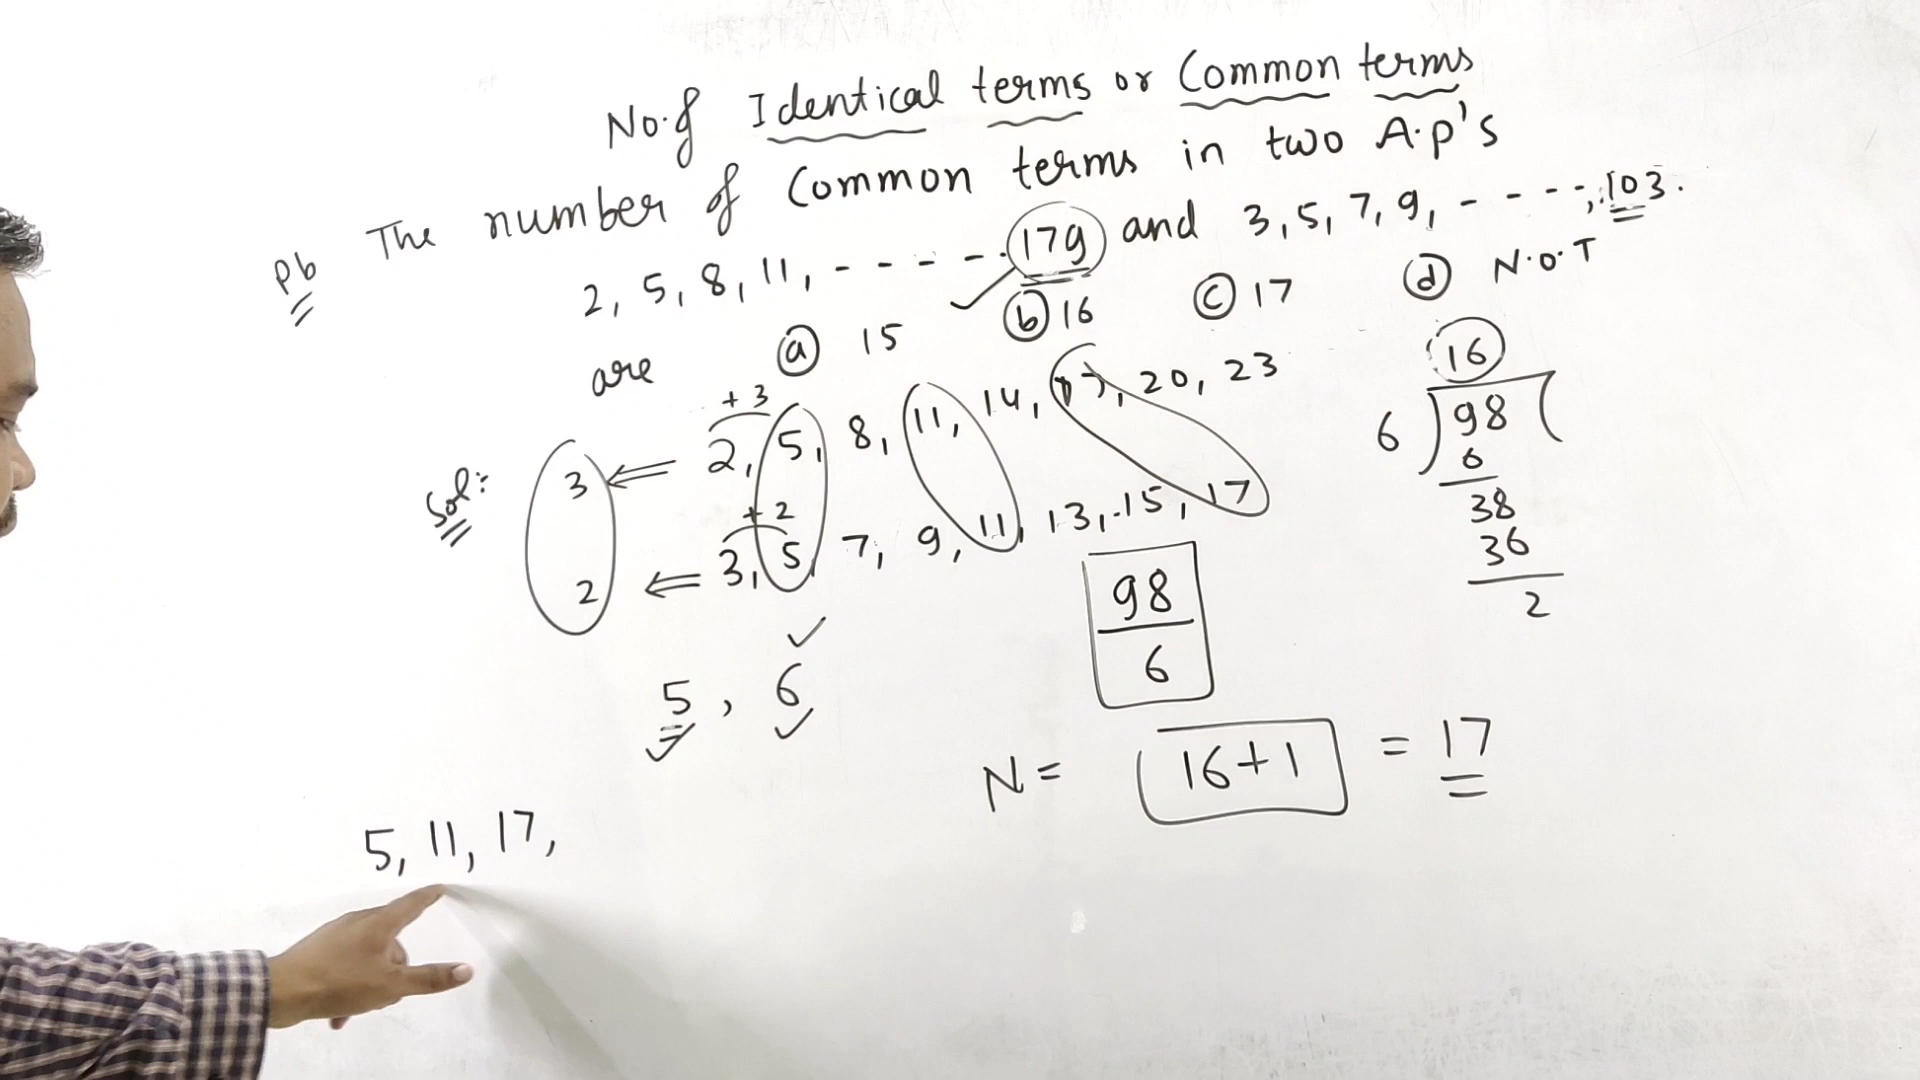 No.of Identical terms or Common terms
Pb The number of Common terms in two A.P's
2, 5, 8, 11, - - - - - 179 and 3, 5, 7, 9, - - - -, 103.
are (a) 15 (b) 16 (c) 17 (d) N.O.T
+3
Sol: 3 ⇐ 2, 5, 8, 11, 14, 17, 20, 23
+2
2 ⇐ 3, 5, 7, 9, 11, 13, 15, 17
16
6 ) 98 (
6
38
36
2
5, 6
98
6
N = 16+1 = 17
5, 11, 17,